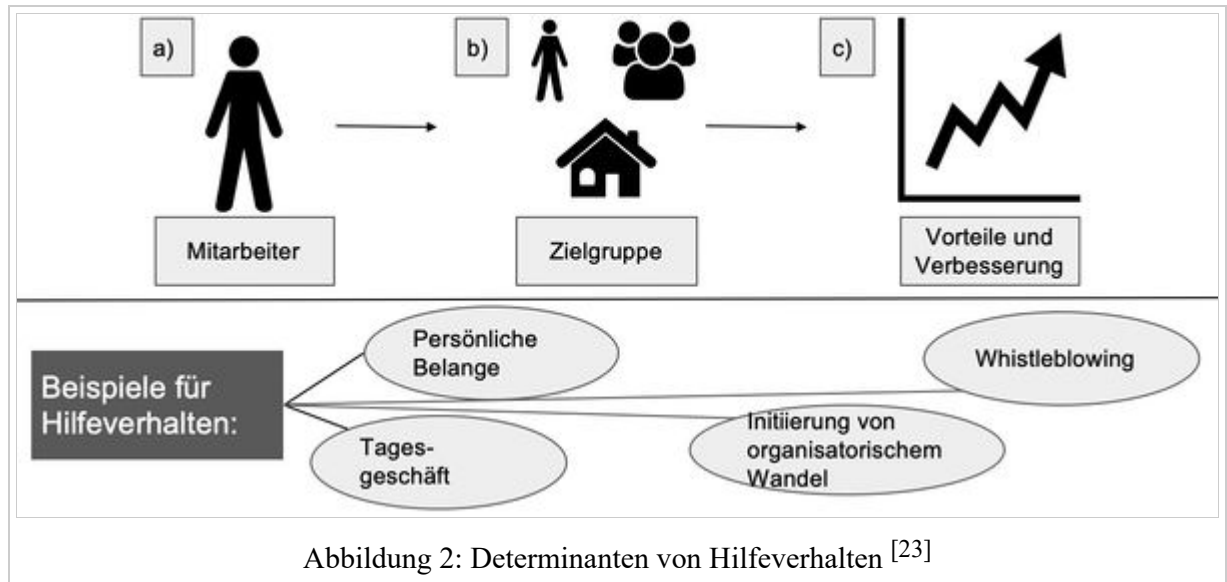 a)
b)
c)
Mitarbeiter
Zielgruppe
Vorteile und
Verbesserung
Beispiele für
Hilfeverhalten:
Persönliche
Belange
Whistleblowing
Tages-
geschäft
Initiierung von
organisatorischem
Wandel
Abbildung 2: Determinanten von Hilfeverhalten [23]